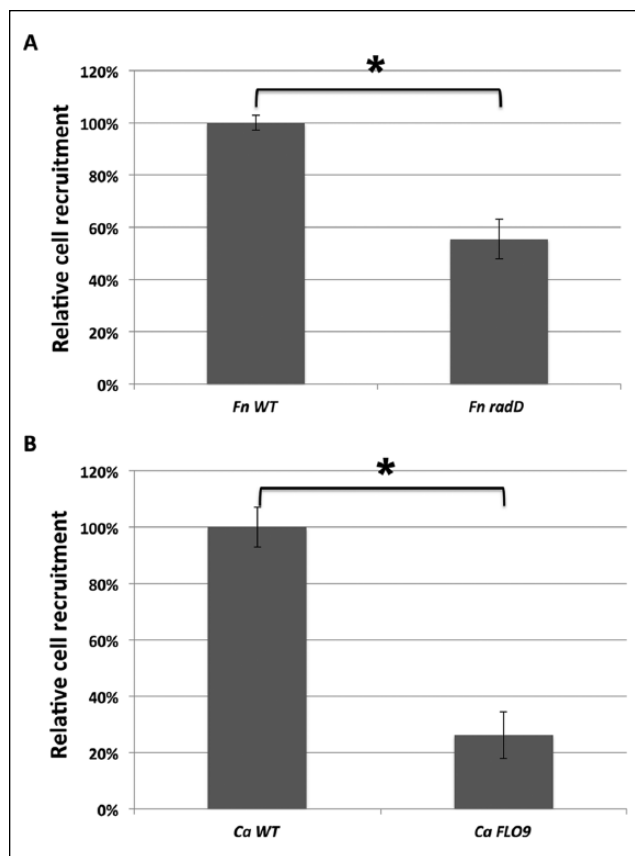 A
*
120%
100%
80%
60%
40%
20%
0%
Relative cell recruitment
Fn WT Fn radD
B
*
120%
100%
80%
60%
40%
20%
0%
Relative cell recruitment
Ca WT Ca FLO9